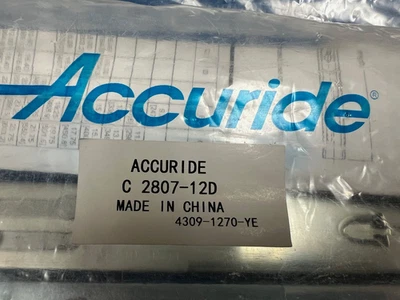 Accuride®
ACCURIDE
C 2807-12D
MADE IN CHINA
4309-1270-YE